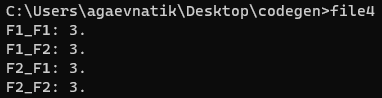 C:\Users\agaevnatik\Desktop\codegen>file4
F1_F1: 3.
F1_F2: 3.
F2_F1: 3.
F2_F2: 3.